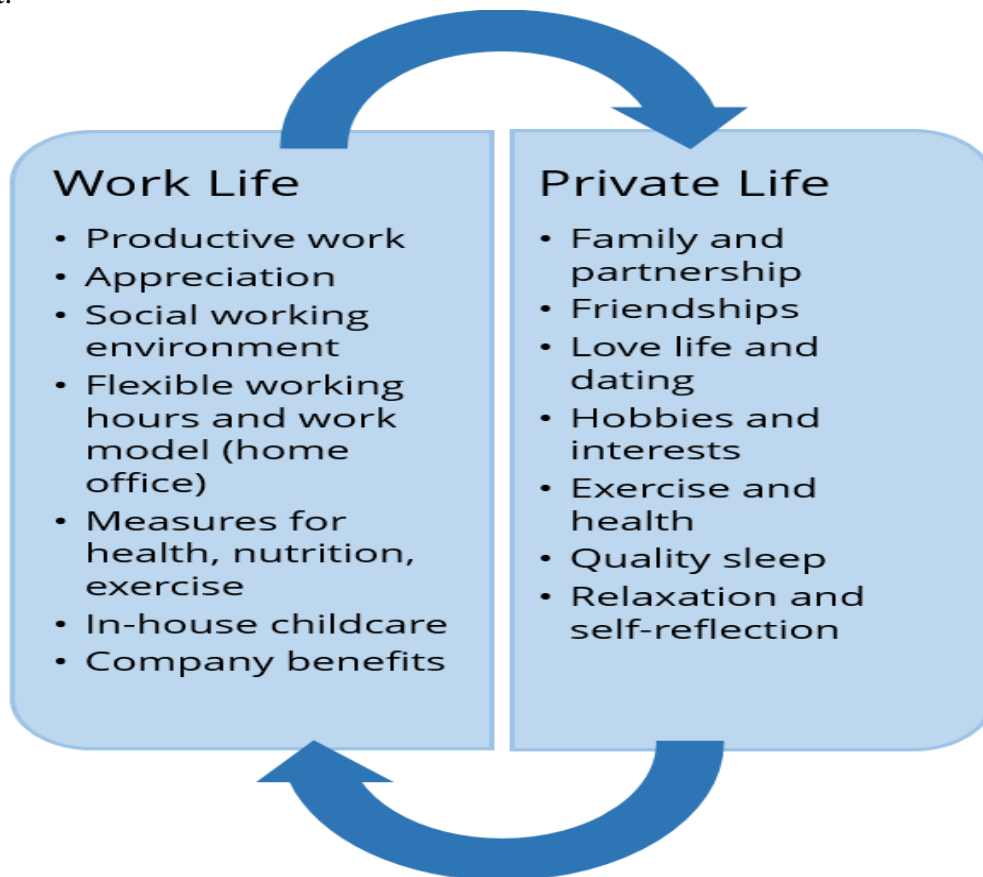 Work Life
• Productive work
• Appreciation
• Social working
environment
• Flexible working
hours and work
model (home
office)
• Measures for
health, nutrition,
exercise
• In-house childcare
• Company benefits
Private Life
• Family and
partnership
• Friendships
• Love life and
dating
• Hobbies and
interests
• Exercise and
health
• Quality sleep
• Relaxation and
self-reflection